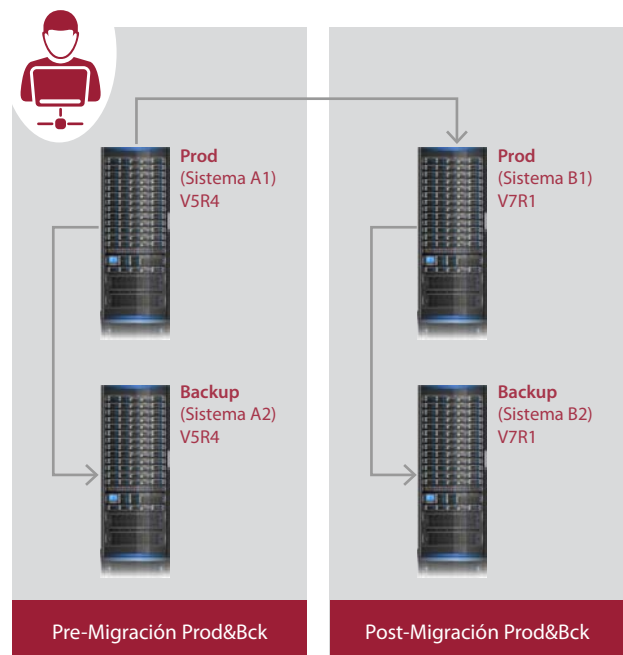 Prod
(Sistema A1)
V5R4
Prod
(Sistema B1)
V7R1
Backup
(Sistema A2)
V5R4
Backup
(Sistema B2)
V7R1
Pre-Migración Prod&Bck
Post-Migración Prod&Bck